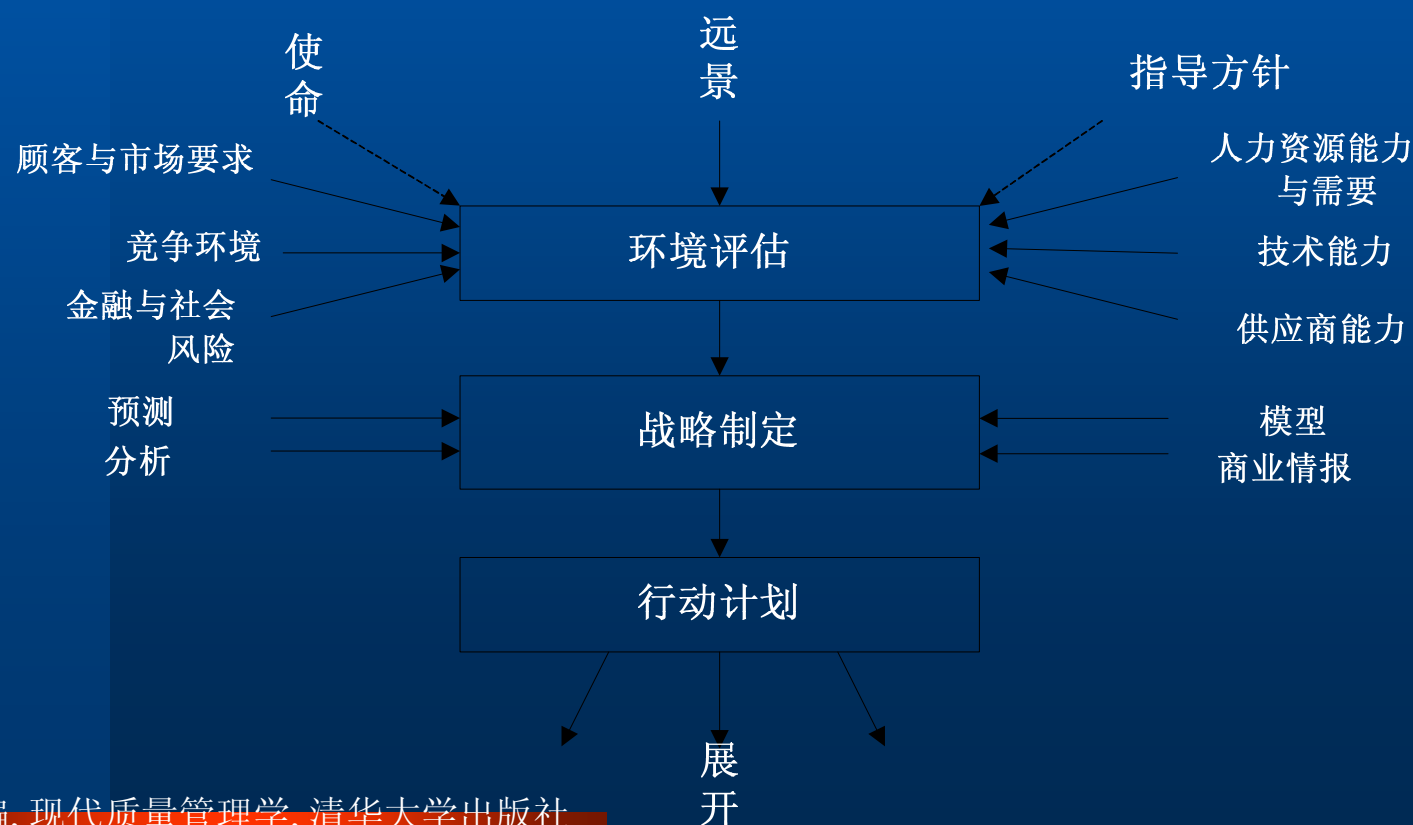 使
命
远
景
指导方针
顾客与市场要求
人力资源能力
与需要
竞争环境
环境评估
技术能力
金融与社会
风险
供应商能力
预测
分析
战略制定
模型
商业情报
行动计划
展
开
现代质量管理学,清华大学出版社